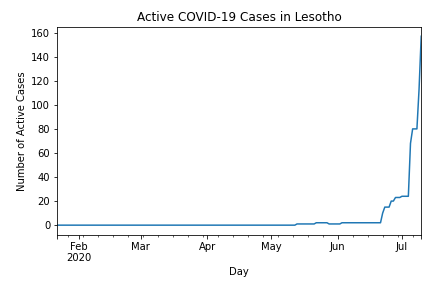 Active COVID-19 Cases in Lesotho
160
140
120
100
80
60
40
20
0
Number of Active Cases
Feb Mar Apr May Jun Jul
2020
Day